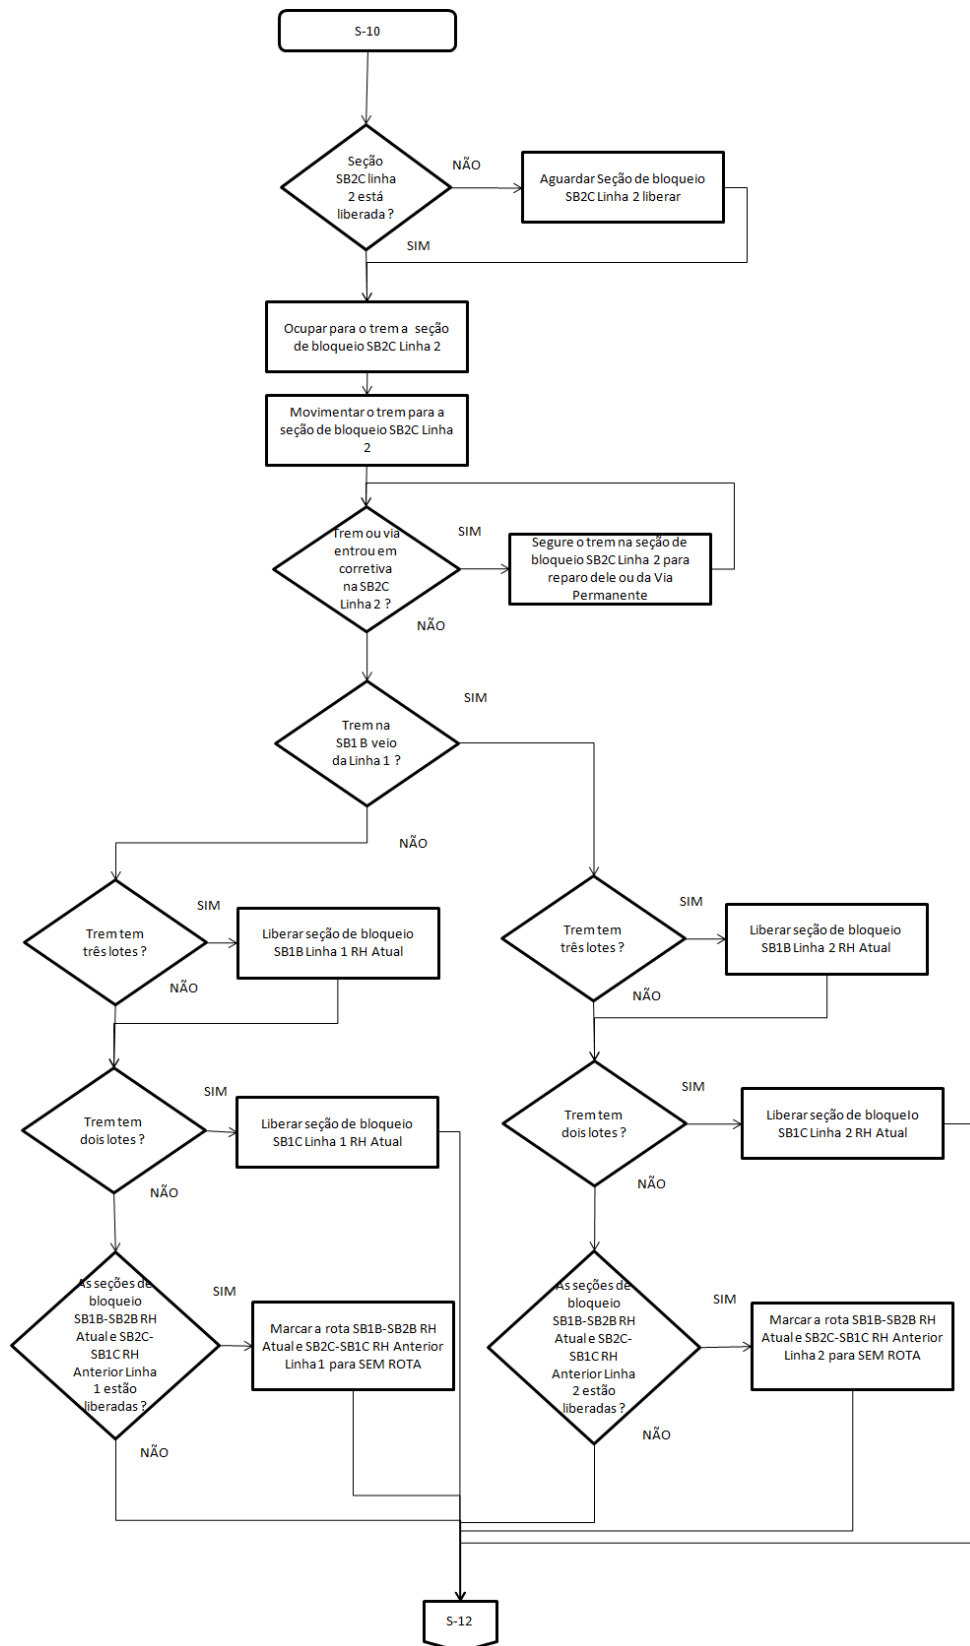 S-10
Seção
SB2C linha
2 está
liberada ?
NÃO
Aguardar Seção de bloqueio
SB2C Linha 2 liberar
SIM
Ocupar para o trem a seção
de bloqueio SB2C Linha 2
Movimentar o trem para a
seção de bloqueio SB2C Linha
2
Trem ou via
entrou em
corretiva
na SB2C
Linha 2 ?
SIM
Segure o trem na seção de
bloqueio SB2C Linha 2 para
reparo dele ou da Via
Permanente
NÃO
Trem na
SB1B veio
da Linha 1 ?
SIM
NÃO
Trem tem
três lotes ?
SIM
Liberar seção de bloqueio
SB1B Linha 1 RH Atual
NÃO
Trem tem
três lotes ?
SIM
Liberar seção de bloqueio
SB1B Linha 2 RH Atual
NÃO
Trem tem
dois lotes ?
SIM
Liberar seção de bloqueio
SB1C Linha 1 RH Atual
NÃO
Trem tem
dois lotes ?
SIM
Liberar seção de bloqueio
SB1C Linha 2 RH Atual
NÃO
As seções de
bloqueio
SB1B-SB2B RH
Atual e SB2C-
SB1C RH
Anterior Linha
1 estão
liberadas ?
SIM
Marcar a rota SB1B-SB2B RH
Atual e SB2C-SB1C RH Anterior
Linha 1 para SEM ROTA
NÃO
As seções de
bloqueio
SB1B-SB2B RH
Atual e SB2C-
SB1C RH
Anterior Linha
2 estão
liberadas ?
SIM
Marcar a rota SB1B-SB2B RH
Atual e SB2C-SB1C RH Anterior
Linha 2 para SEM ROTA
NÃO
S-12